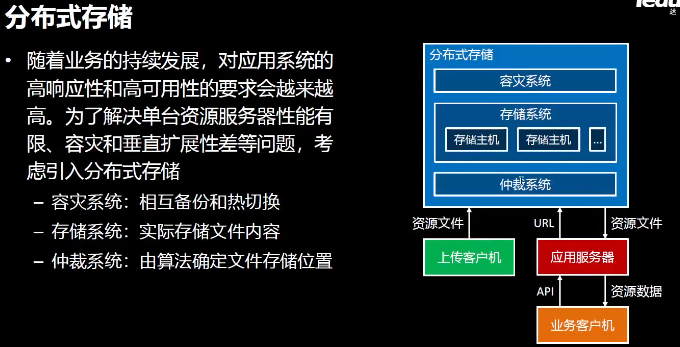 分布式存储
• 随着业务的持续发展，对应用系统的
高响应性和高可用性的要求会越来越
高。为了解决单台资源服务器性能有
限、容灾和垂直扩展性差等问题，考
虑引入分布式存储
– 容灾系统：相互备份和热切换
– 存储系统：实际存储文件内容
– 仲裁系统：由算法确定文件存储位置
分布式存储
容灾系统
存储系统
存储主机 存储主机 ...
仲裁系统
资源文件 URL 资源文件
上传客户机 应用服务器
API 资源数据
业务客户机